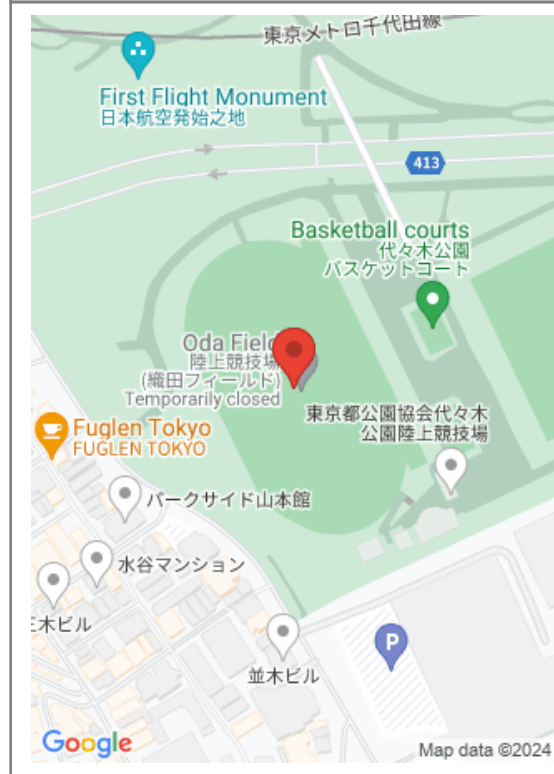 東京メトロ千代田線
First Flight Monument
日本航空発始之地
413
Basketball courts
代々木公園
バスケットコート
Oda Field
陸上競技場
(織田フィールド)
Temporarily closed
東京都公園協会代々木
公園陸上競技場
Fuglen Tokyo
FUGLEN TOKYO
パークサイド山本館
水谷マンション
三木ビル
並木ビル
P
Google
Map data ©2024